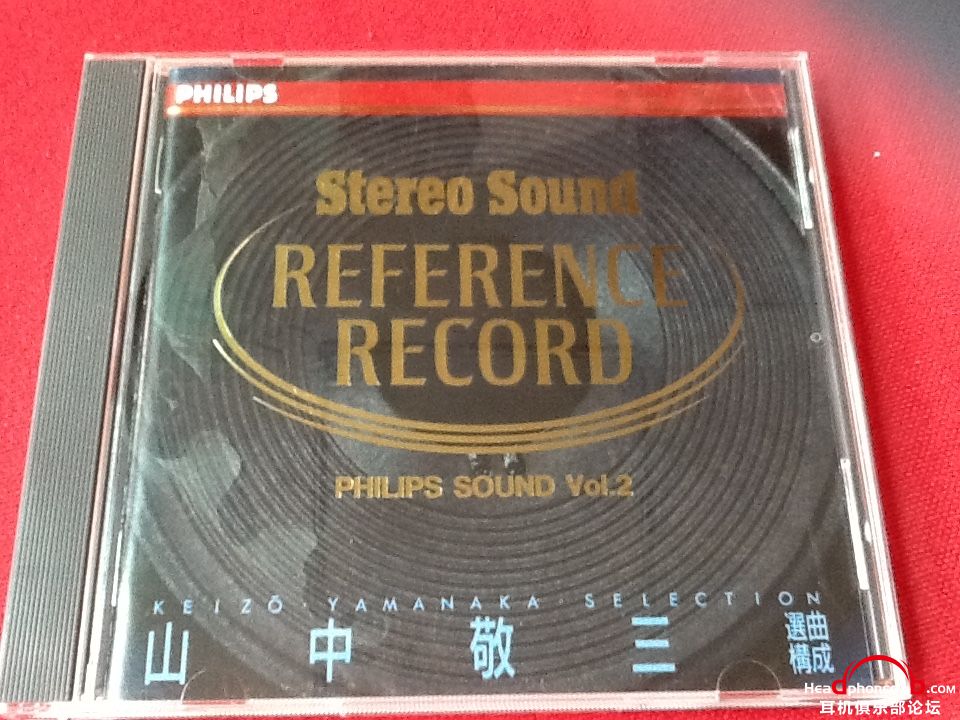 PHILIPS
Stereo Sound
REFERENCE
RECORD
PHILIPS SOUND Vol.2
KEIZŌ · YAMANAKA · SELECTION
山中敬三 選曲
構成
耳机俱乐部论坛